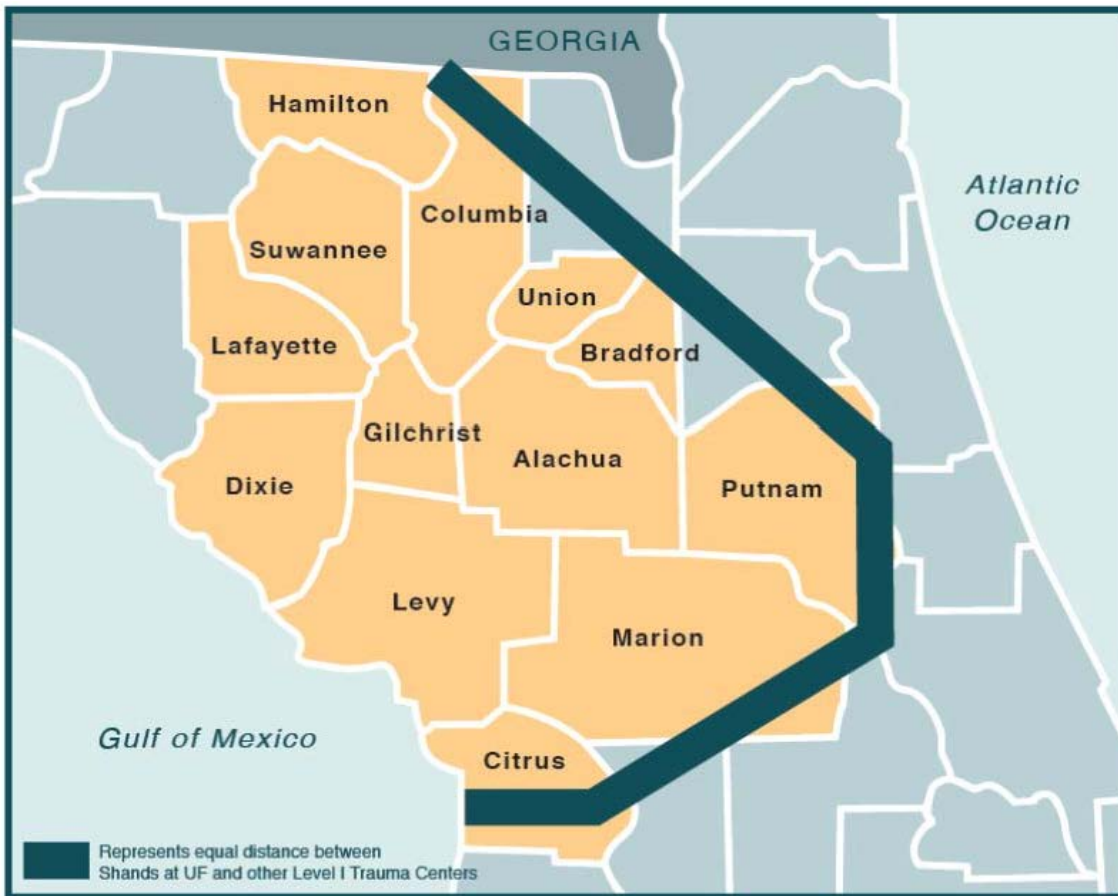 GEORGIA
Hamilton
Atlantic
Ocean
Columbia
Suwannee
Union
Lafayette
Bradford
Gilchrist
Alachua
Dixie
Putnam
Levy
Marion
Gulf of Mexico
Citrus
Represents equal distance between
Shands at UF and other Level I Trauma Centers